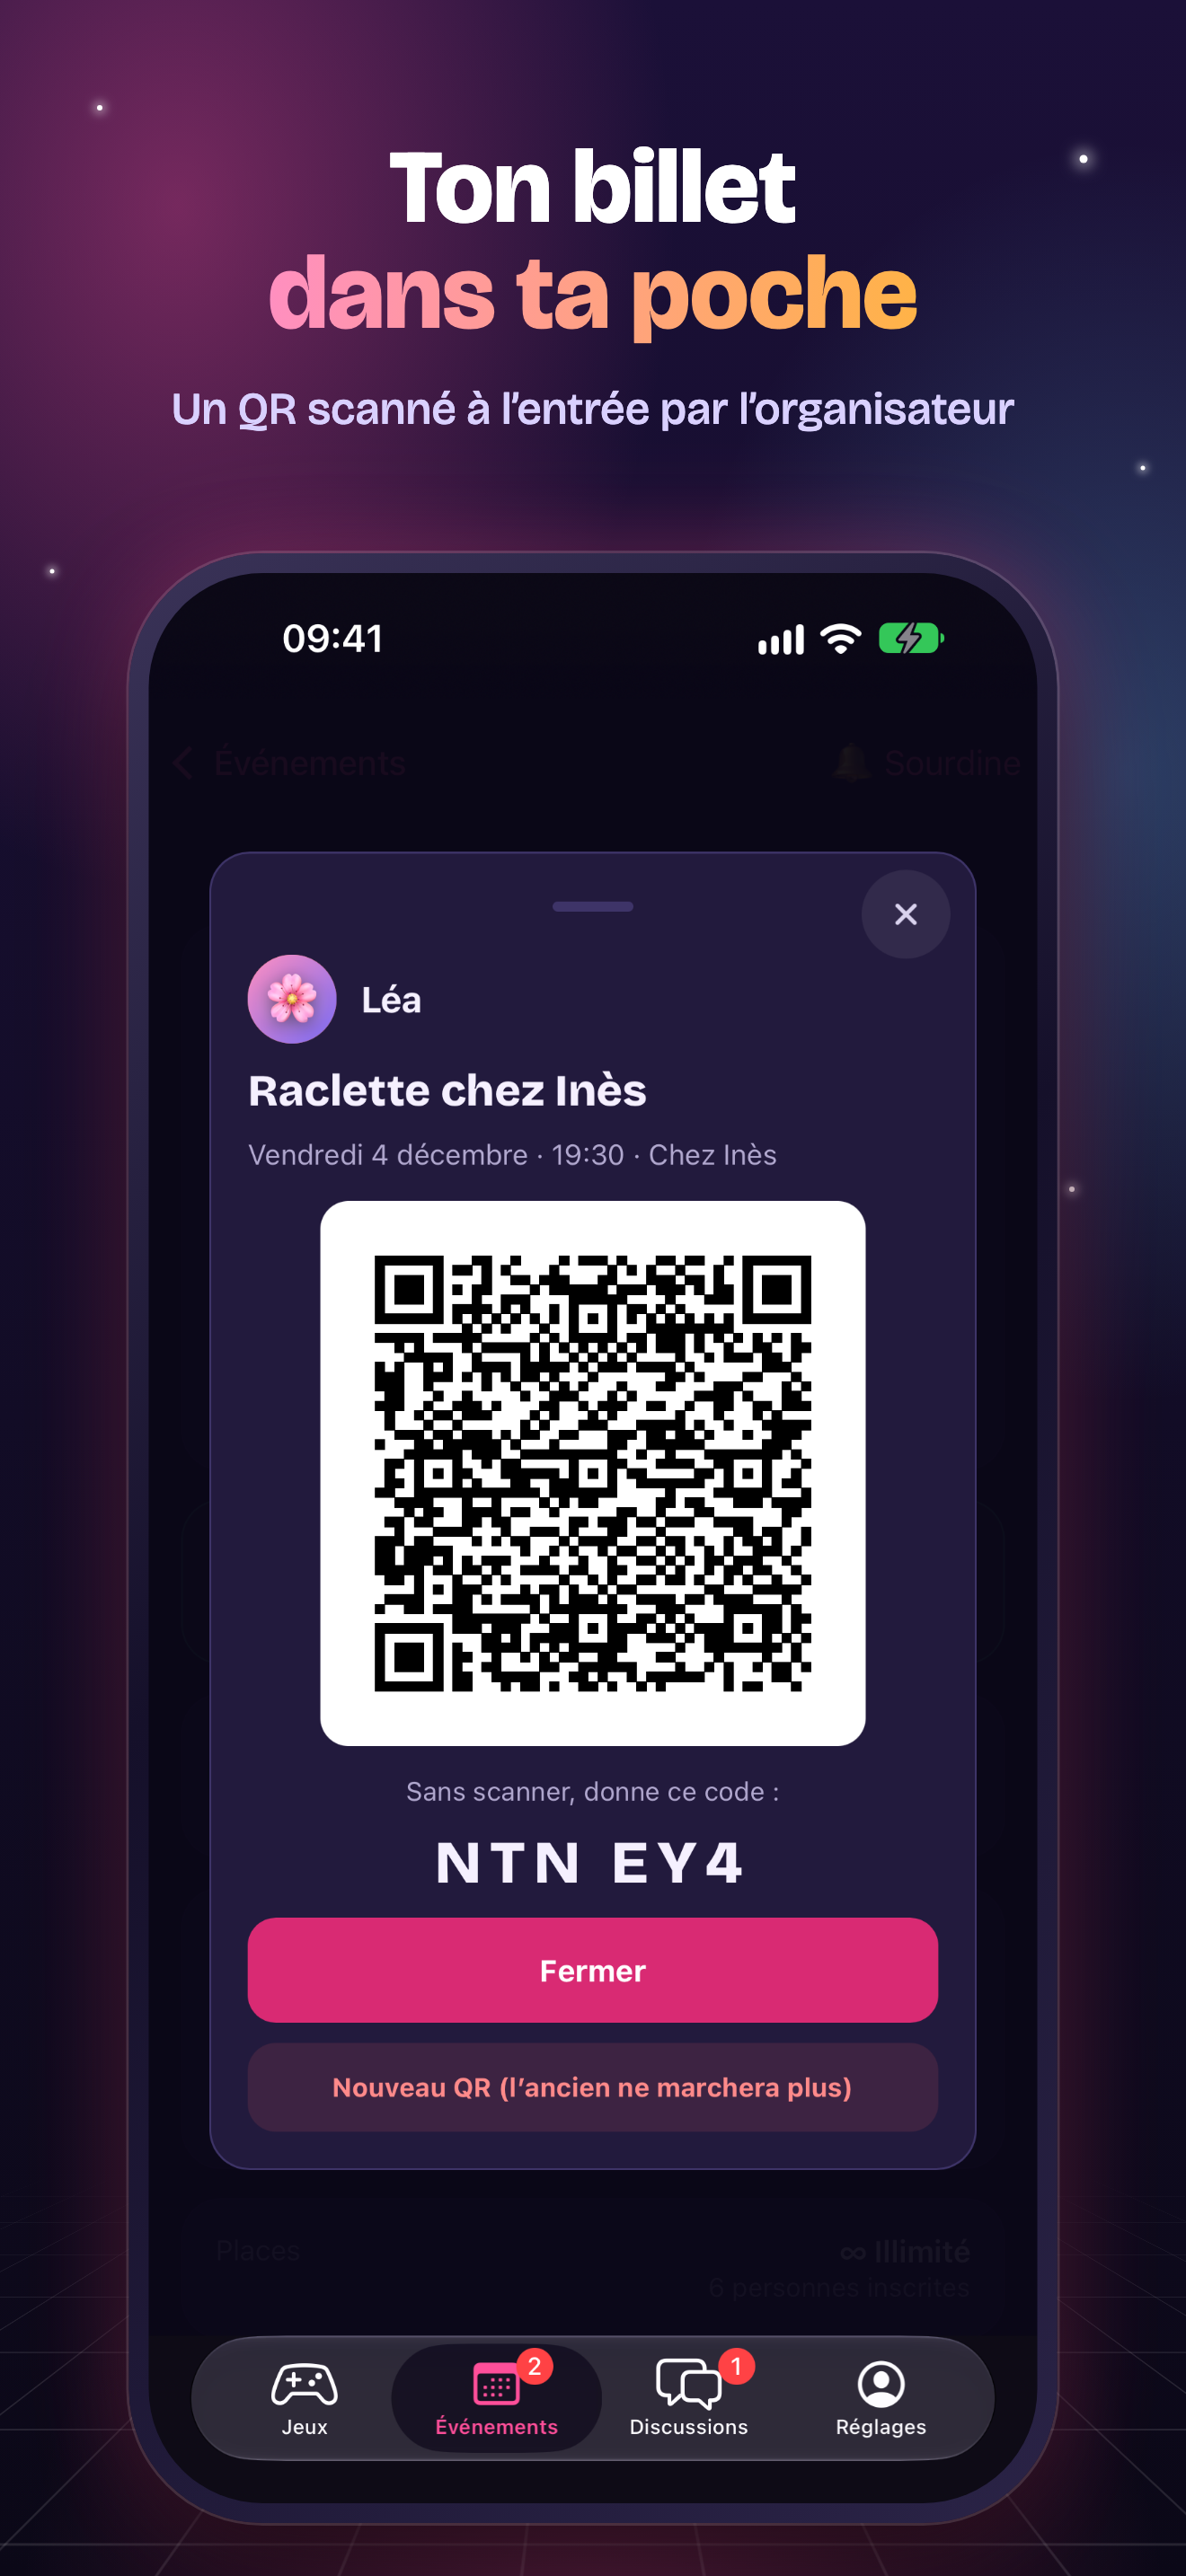 Ton billet
dans ta poche
Un QR scanné à l’entrée par l’organisateur
09:41
Événements
Sourdine
Léa
Raclette chez Inès
Vendredi 4 décembre · 19:30 · Chez Inès
Sans scanner, donne ce code :
NTN EY4
Fermer
Nouveau QR (l’ancien ne marchera plus)
Places
∞ Illimité
6 personnes inscrites
2
1
Jeux
Événements
Discussions
Réglages